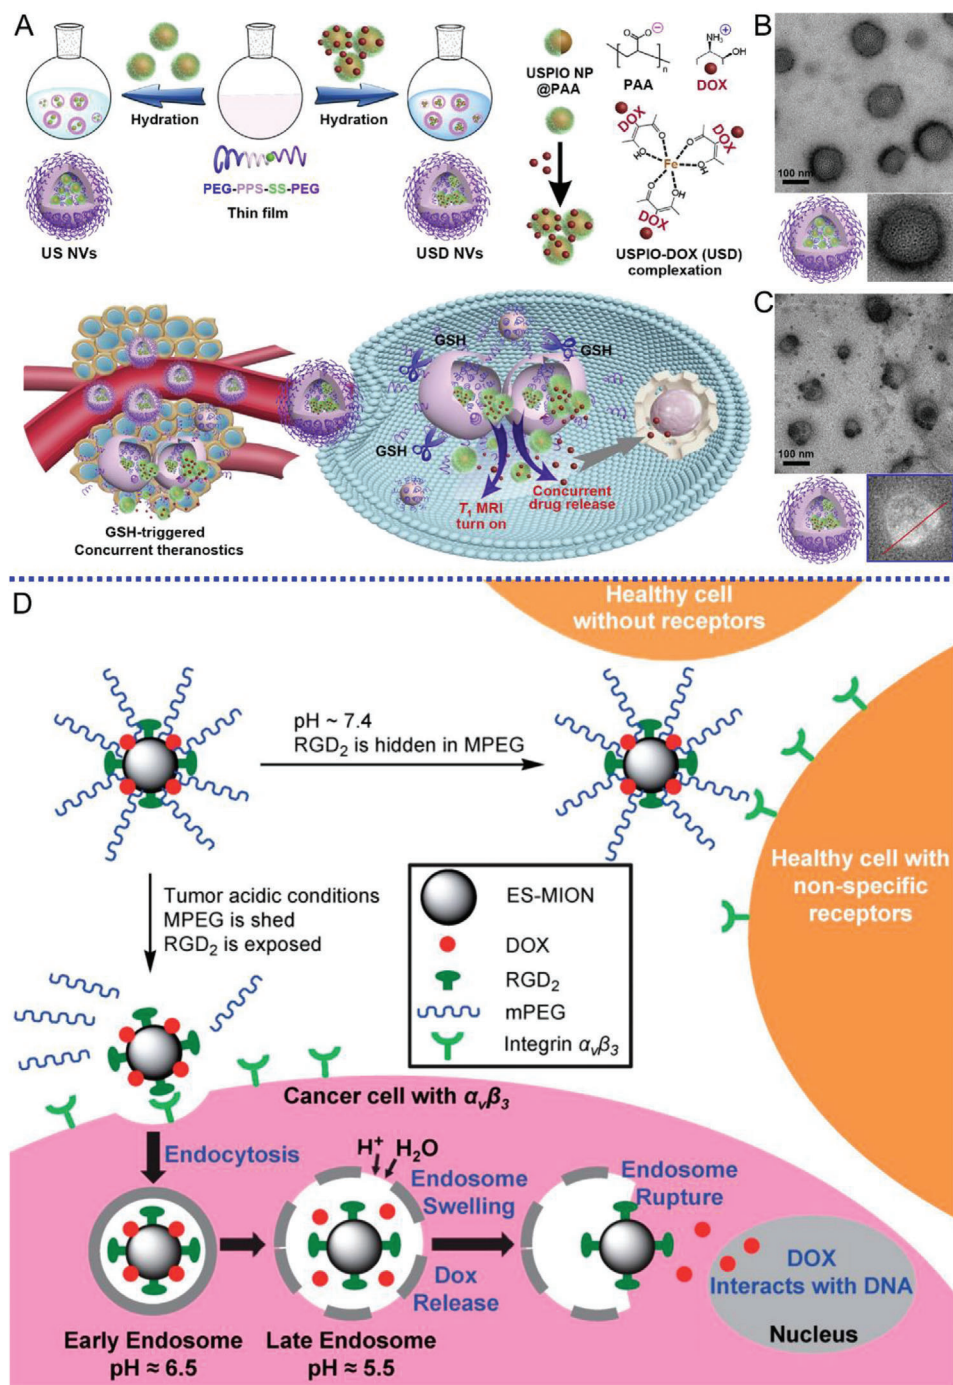 A
Hydration
Hydration
PEG-PPS-SS-PEG
Thin film
US NVs
USD NVs
USPIO NP
@PAA
O
O
⊖
n
PAA
NH3
⊕
OH
DOX
DOX
O
O
DOX
OH
O
Fe
O
OH
O
OH
DOX
USPIO-DOX (USD)
complexation
B
100 nm
C
100 nm
GSH
GSH
GSH
T1 MRI
turn on
Concurrent
drug release
GSH-triggered
Concurrent theranostics
D
Healthy cell
without receptors
pH ~ 7.4
RGD2 is hidden in MPEG
Healthy cell with
non-specific
receptors
Tumor acidic conditions
MPEG is shed
RGD2 is exposed
ES-MION
DOX
RGD2
mPEG
Integrin αvβ3
Cancer cell with αvβ3
Endocytosis
H+
H2O
Endosome
Swelling
Endosome
Rupture
Dox
Release
DOX
Interacts with DNA
Nucleus
Early Endosome
pH ≈ 6.5
Late Endosome
pH ≈ 5.5